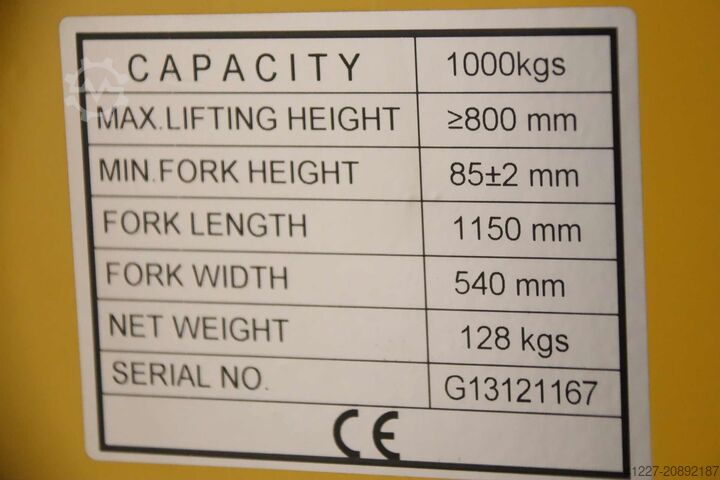 CAPACITY 1000kgs
MAX.LIFTING HEIGHT ≥800 mm
MIN.FORK HEIGHT 85±2 mm
FORK LENGTH 1150 mm
FORK WIDTH 540 mm
NET WEIGHT 128 kgs
SERIAL NO. G13121167
CE
1227-20892187